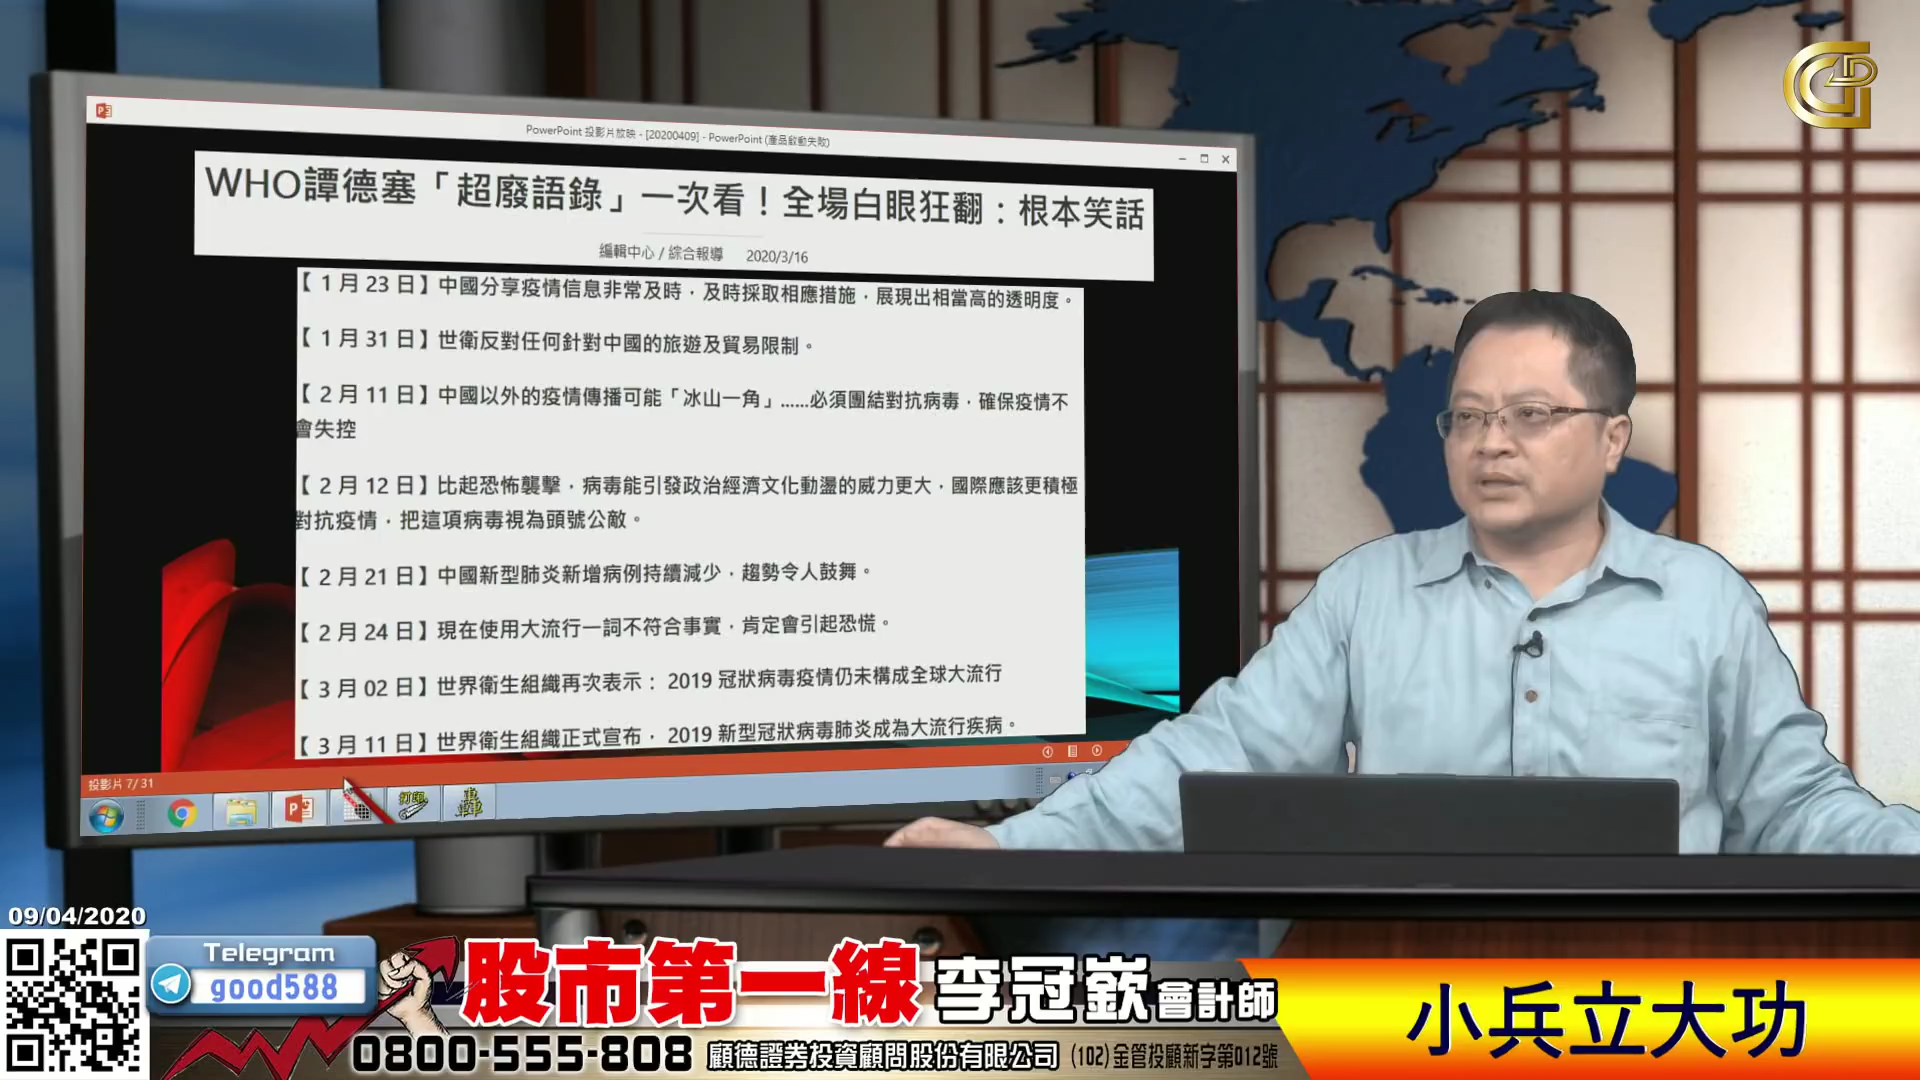 PowerPoint 投影片放映 - [20200409] - PowerPoint (產品啟動失敗)
WHO譚德塞「超廢語錄」一次看！全場白眼狂翻：根本笑話
編輯中心 / 綜合報導 2020/3/16
【 1 月 23 日】中國分享疫情信息非常及時，及時採取相應措施，展現出相當高的透明度。
【 1 月 31 日】世衛反對任何針對中國的旅遊及貿易限制。
【 2 月 11 日】中國以外的疫情傳播可能「冰山一角」......必須團結對抗病毒，確保疫情不
會失控
【 2 月 12 日】比起恐怖襲擊，病毒能引發政治經濟文化動盪的威力更大，國際應該更積極
對抗疫情，把這項病毒視為頭號公敵。
【 2 月 21 日】中國新型肺炎新增病例持續減少，趨勢令人鼓舞。
【 2 月 24 日】現在使用大流行一詞不符合事實，肯定會引起恐慌。
【 3 月 02 日】世界衛生組織再次表示： 2019 冠狀病毒疫情仍未構成全球大流行
【 3 月 11 日】世界衛生組織正式宣布， 2019 新型冠狀病毒肺炎成為大流行疾病。
投影片 7/31
打印
09/04/2020
Telegram
good588
股市第一線 李冠嶔 會計師
0800-555-808 顧德證券投資顧問股份有限公司 (102)金管投顧新字第012號
小兵立大功